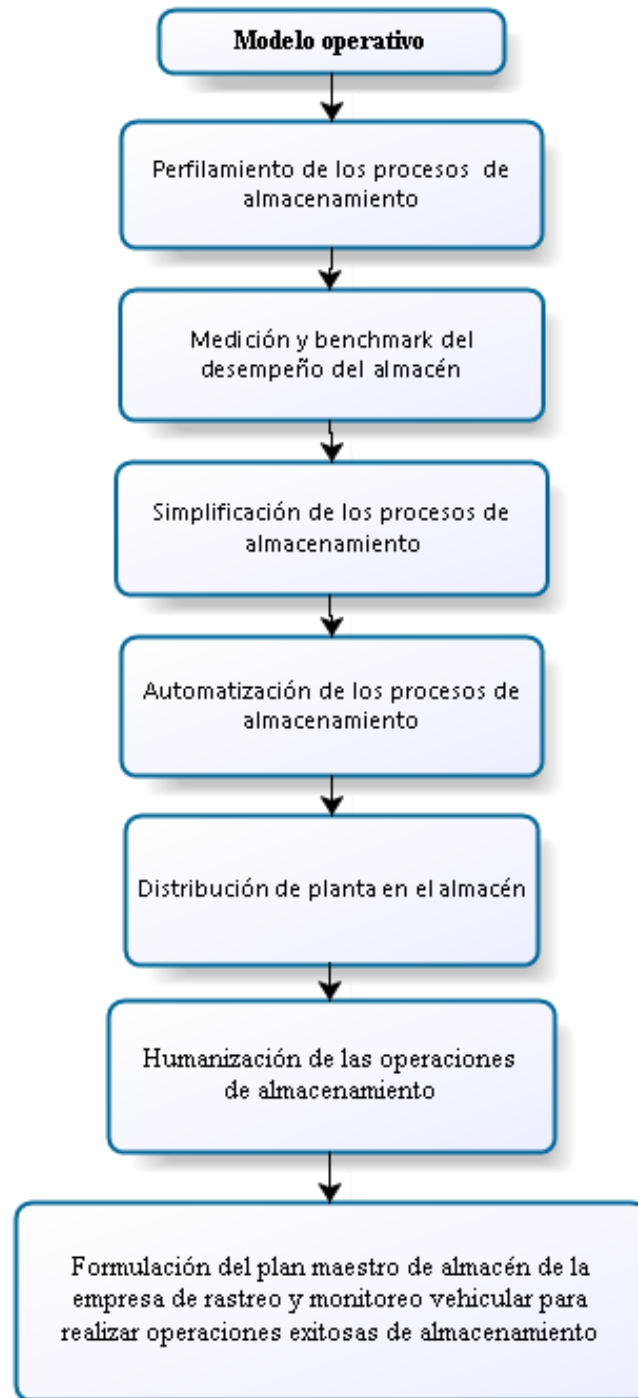 Modelo operativo
Perfilamiento de los procesos de
almacenamiento
Medición y benchmark del
desempeño del almacén
Simplificación de los procesos de
almacenamiento
Automatización de los procesos de
almacenamiento
Distribución de planta en el almacén
Humanización de las operaciones
de almacenamiento
Formulación del plan maestro de almacén de la
empresa de rastreo y monitoreo vehicular para
realizar operaciones exitosas de almacenamiento